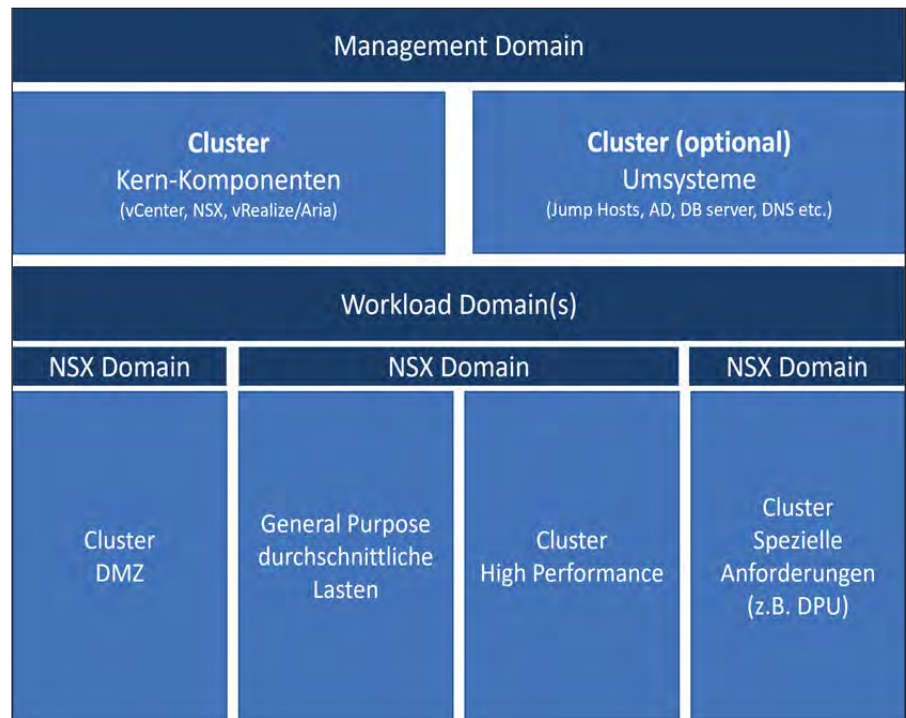 Management Domain
Cluster
Kern-Komponenten
(vCenter, NSX, vRealize/Aria)
Cluster (optional)
Umsysteme
(Jump Hosts, AD, DB server, DNS etc.)
Workload Domain(s)
NSX Domain
NSX Domain
NSX Domain
Cluster
DMZ
General Purpose
durchschnittliche
Lasten
Cluster
High Performance
Cluster
Spezielle
Anforderungen
(z.B. DPU)